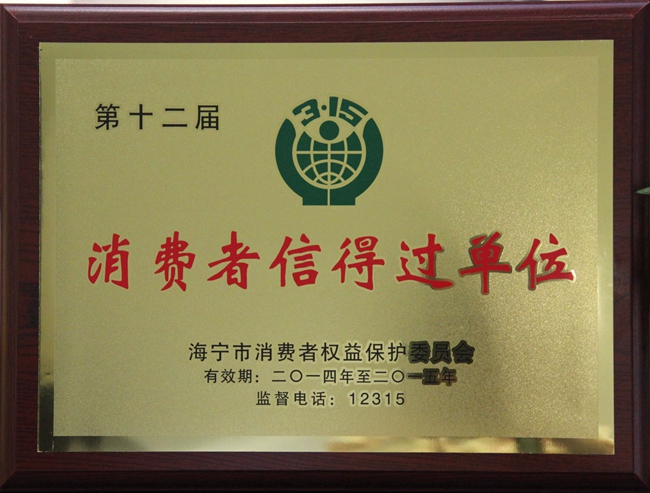 第十二届
3·15
消费者信得过单位
海宁市消费者权益保护委员会
有效期：二〇一四年至二〇一五年
监督电话：12315